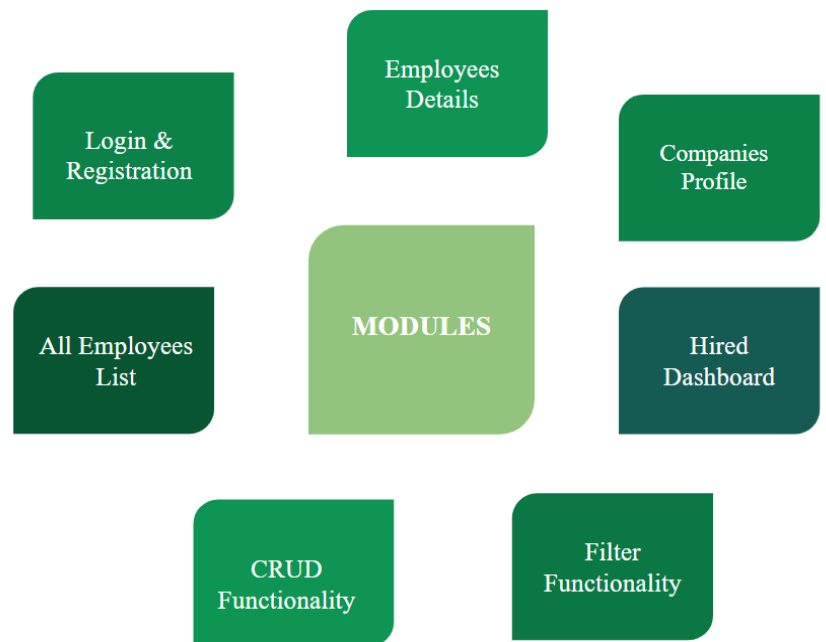 Employees
Details
Login &
Registration
Companies
Profile
MODULES
All Employees
List
Hired
Dashboard
CRUD
Functionality
Filter
Functionality